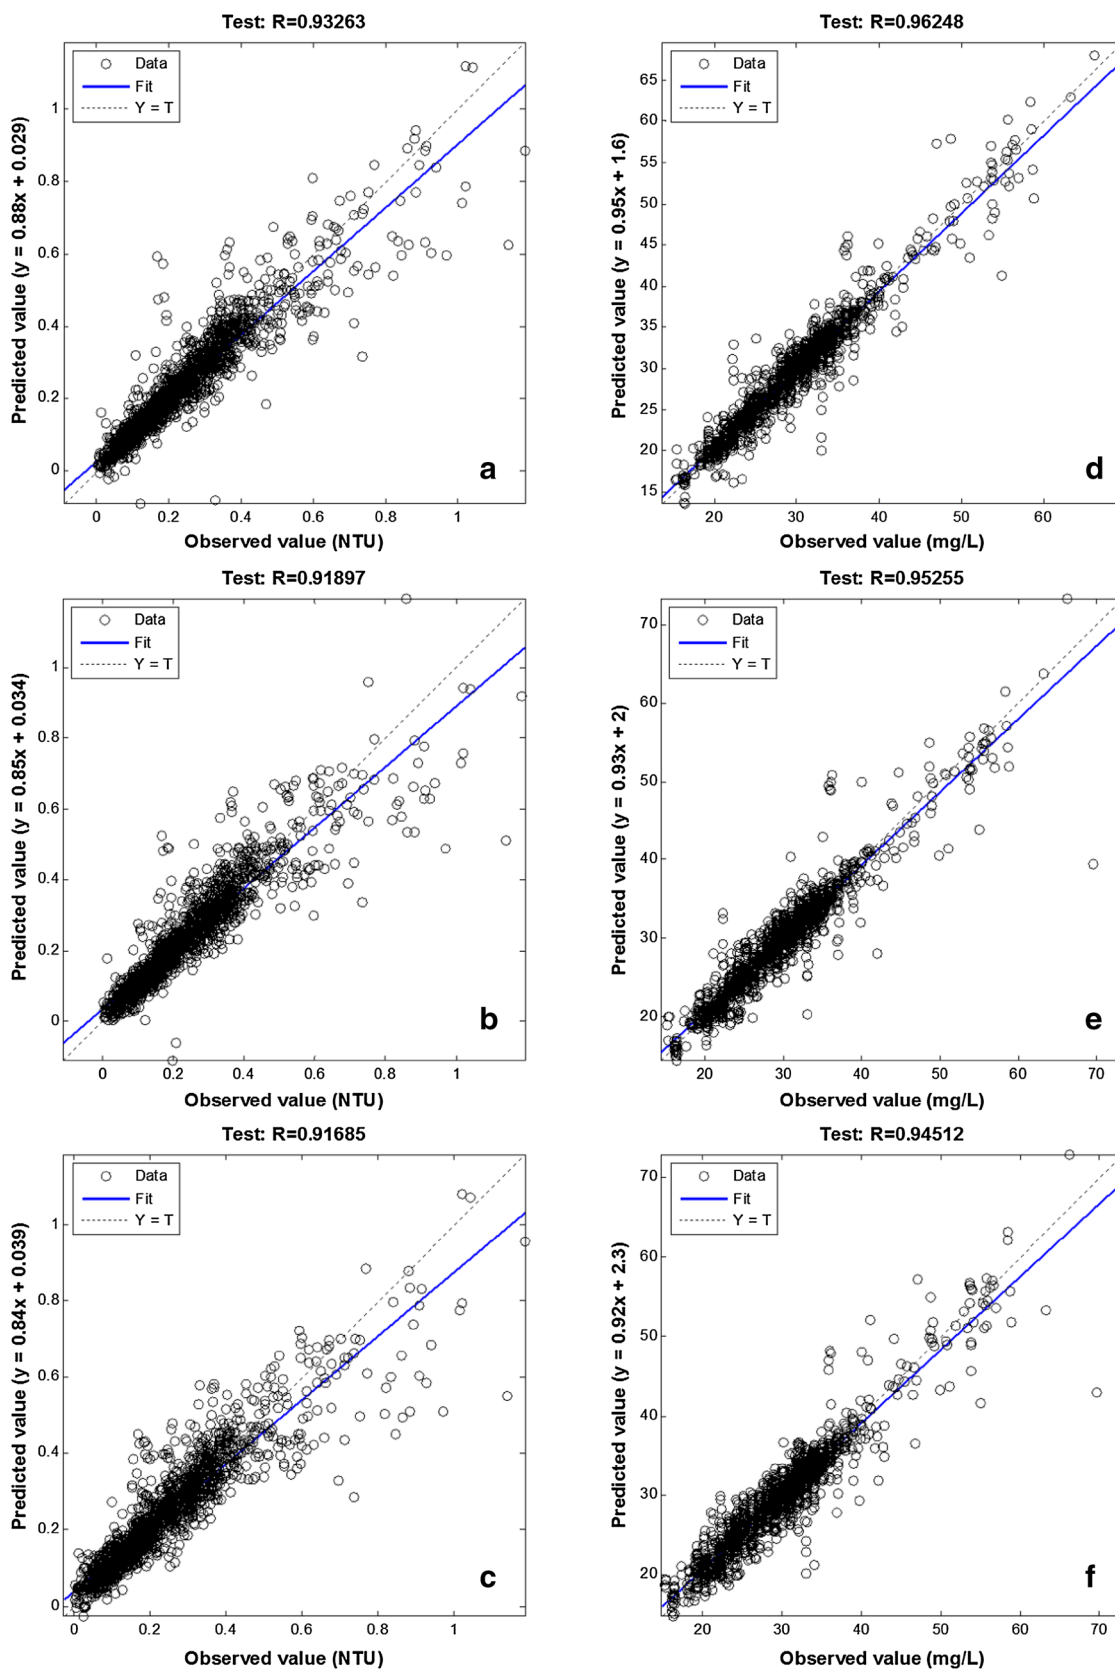 Test: R=0.93263
Data
Fit
Y = T
Predicted value (y = 0.88x + 0.029)
1
0.8
0.6
0.4
0.2
0
0 0.2 0.4 0.6 0.8 1
Observed value (NTU)
a
Test: R=0.96248
Data
Fit
Y = T
Predicted value (y = 0.95x + 1.6)
65
60
55
50
45
40
35
30
25
20
15
20 30 40 50 60
Observed value (mg/L)
d
Test: R=0.91897
Data
Fit
Y = T
Predicted value (y = 0.85x + 0.034)
1
0.8
0.6
0.4
0.2
0
0 0.2 0.4 0.6 0.8 1
Observed value (NTU)
b
Test: R=0.95255
Data
Fit
Y = T
Predicted value (y = 0.93x + 2)
70
60
50
40
30
20
20 30 40 50 60 70
Observed value (mg/L)
e
Test: R=0.91685
Data
Fit
Y = T
Predicted value (y = 0.84x + 0.039)
1
0.8
0.6
0.4
0.2
0
0 0.2 0.4 0.6 0.8 1
Observed value (NTU)
c
Test: R=0.94512
Data
Fit
Y = T
Predicted value (y = 0.92x + 2.3)
70
60
50
40
30
20
20 30 40 50 60 70
Observed value (mg/L)
f